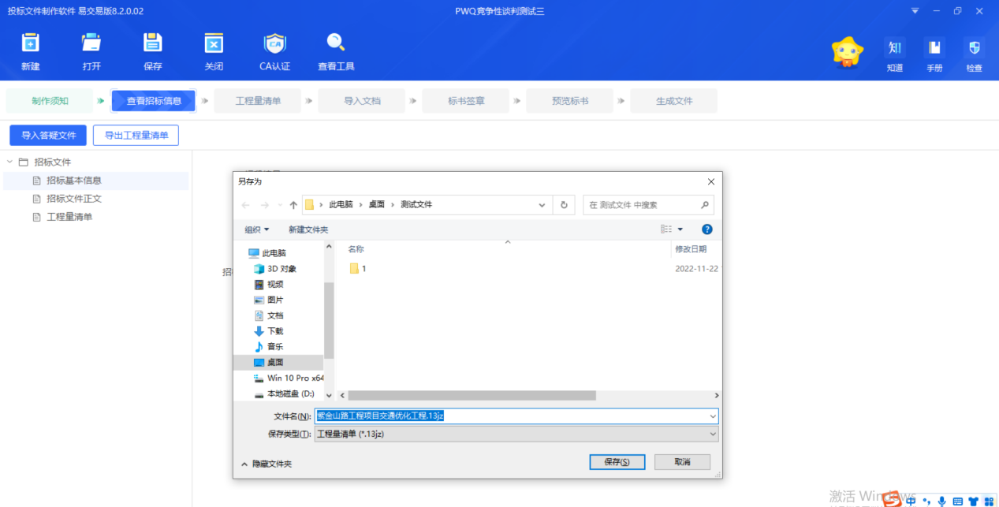 投标文件制作软件 易交易版8.2.0.02
PWQ竞争性谈判测试三
新建
打开
保存
关闭
CA认证
查看工具
知道
手册
检查
制作须知
查看招标信息
工程量清单
导入文档
标书签章
预览标书
生成文件
导入答疑文件
导出工程量清单
招标文件
招标基本信息
招标文件正文
工程量清单
招
另存为
此电脑 › 桌面 › 测试文件
在 测试文件 中搜索
组织
新建文件夹
名称
修改日期
此电脑
3D 对象
视频
图片
文档
下载
音乐
桌面
Win 10 Pro x64
本地磁盘 (D:)
1
2022-11-22
文件名(N):
紫金山路工程项目交通优化工程.13jz
保存类型(T):
工程量清单 (*.13jz)
隐藏文件夹
保存(S)
取消
激活 Windows
中